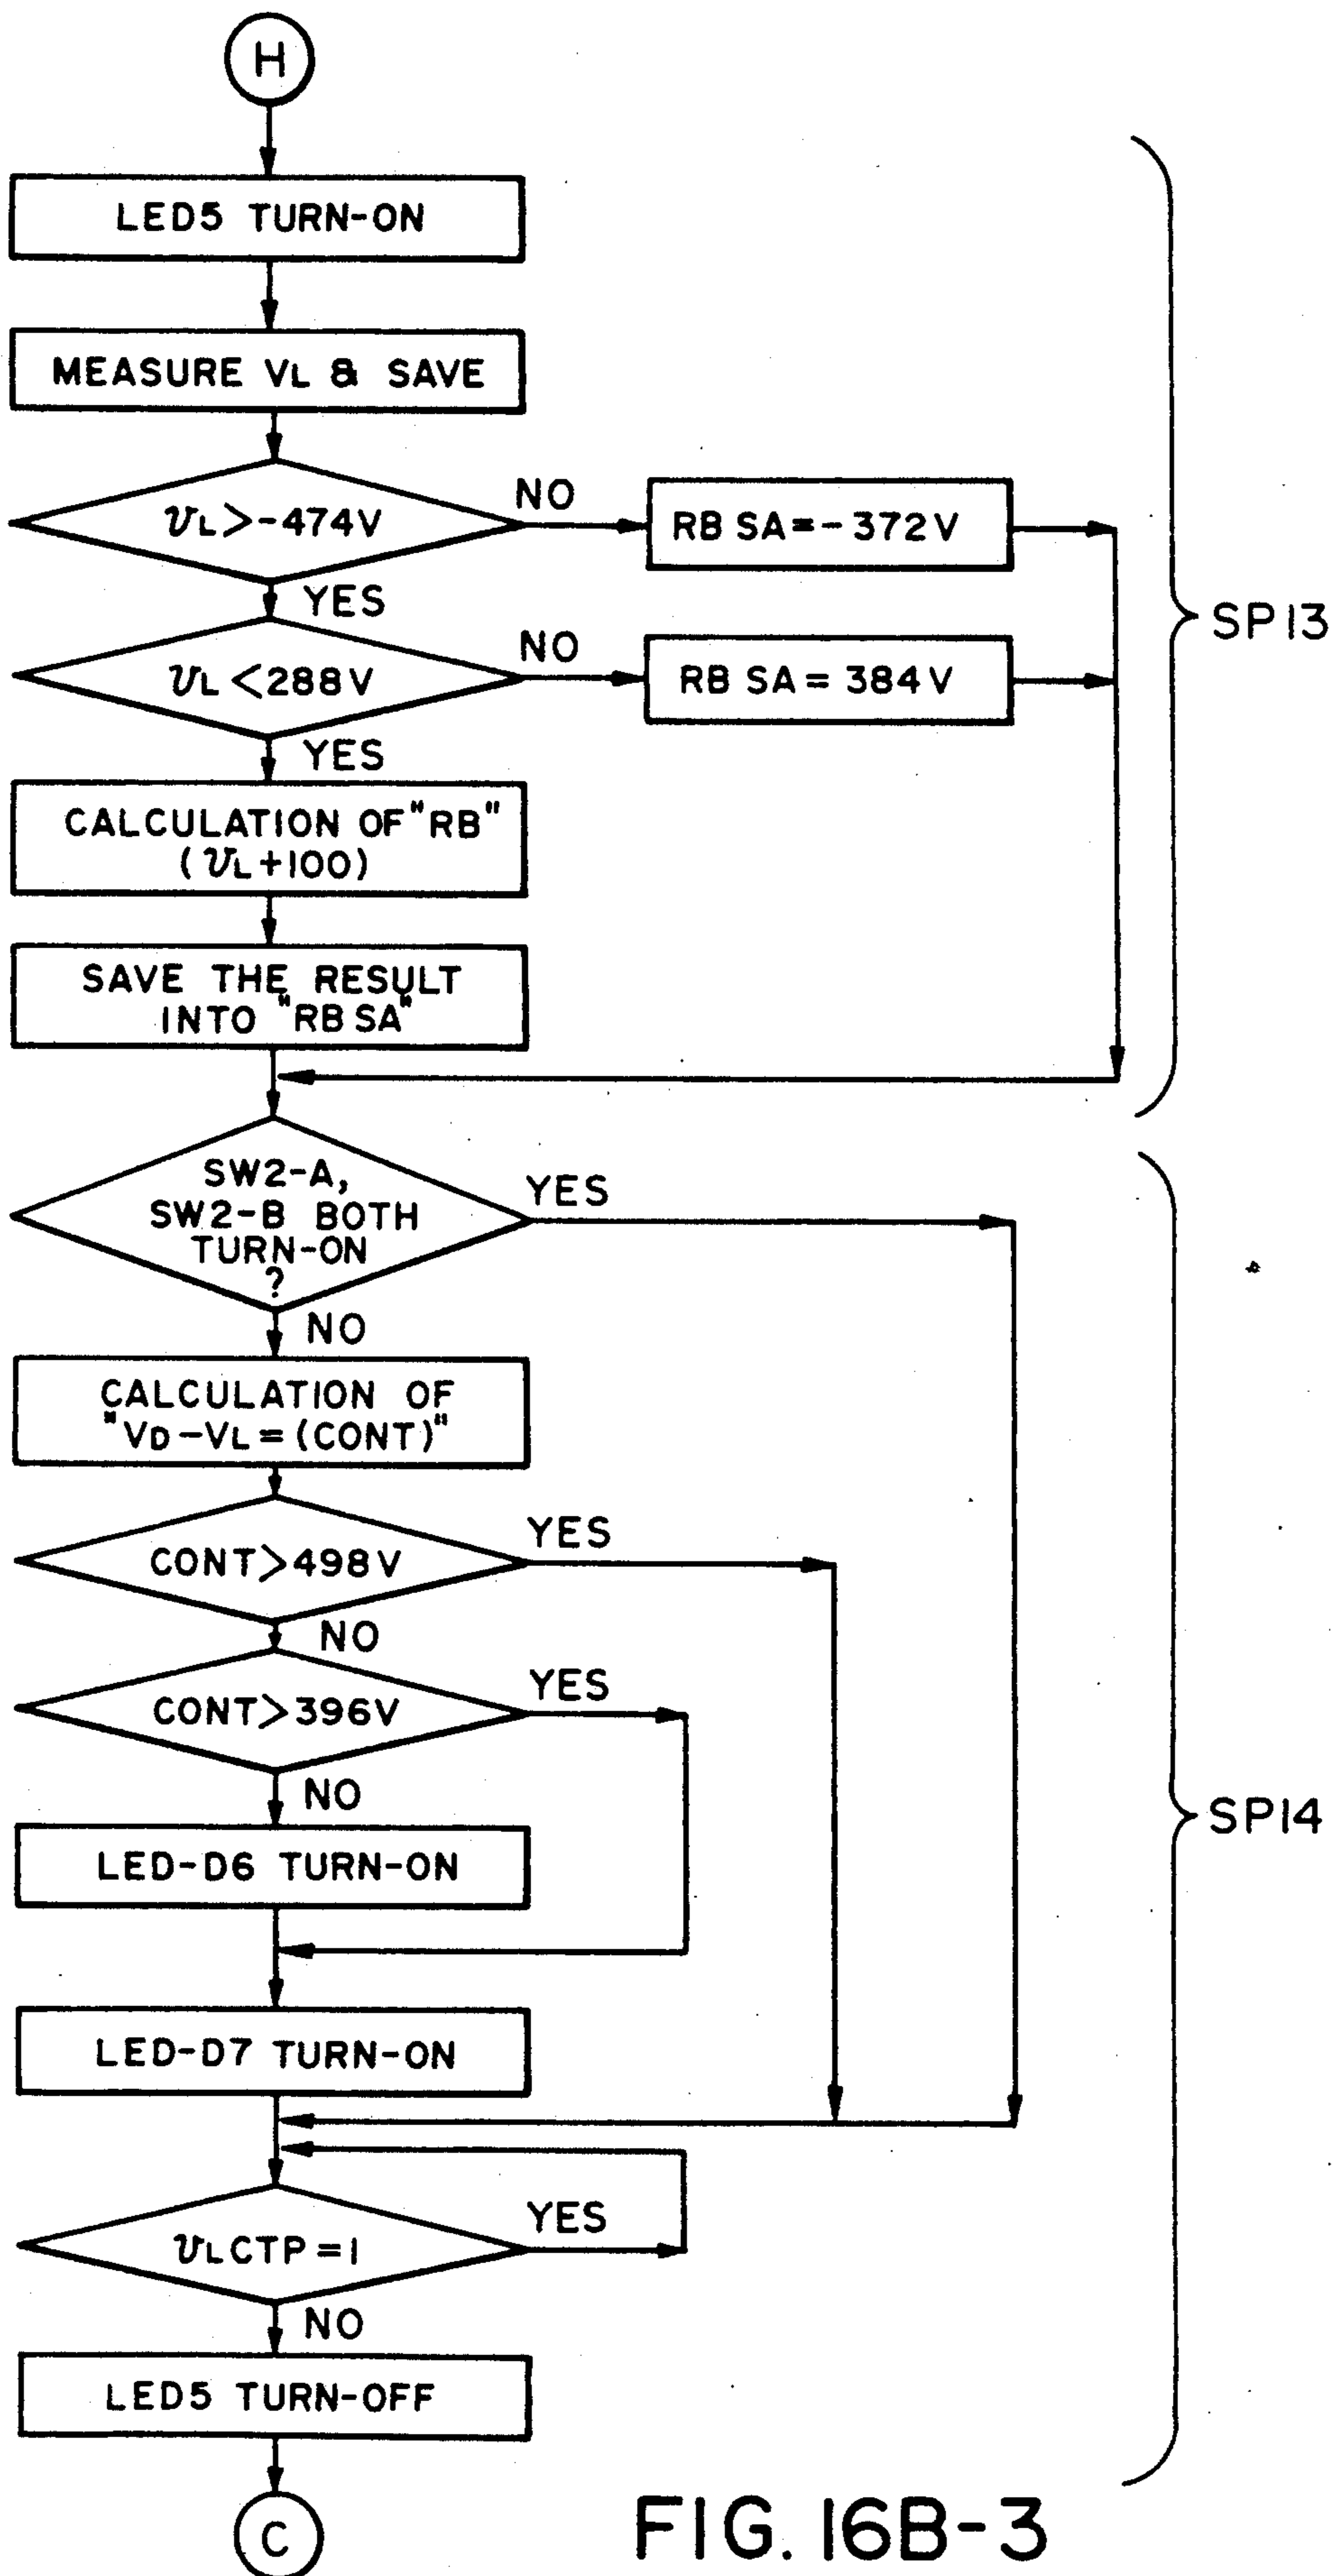 H
LED5 TURN-ON
MEASURE VL & SAVE
VL>-474V
NO
RB SA=-372V
YES
VL<288V
NO
RB SA=384V
YES
SP13
CALCULATION OF "RB"
(VL+100)
SAVE THE RESULT
INTO "RB SA"
SW2-A,
SW2-B BOTH
TURN-ON
?
YES
NO
CALCULATION OF
"VD-VL=(CONT)"
CONT>498V
YES
NO
CONT>396V
YES
NO
SP14
LED-D6 TURN-ON
LED-D7 TURN-ON
VLCTP=1
YES
NO
LED5 TURN-OFF
C
FIG. 16B-3